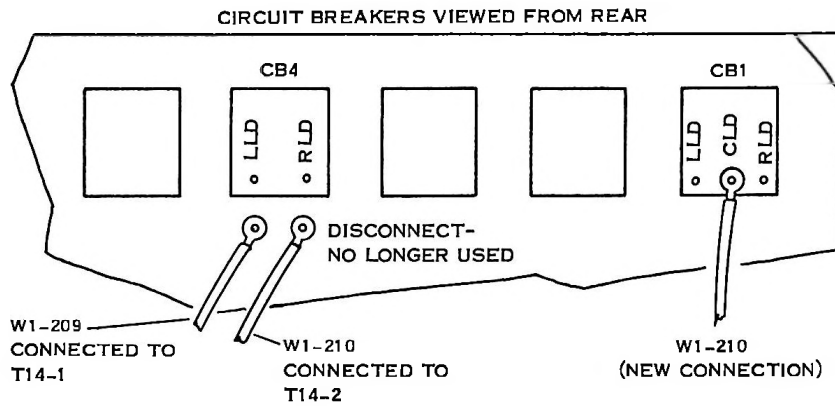 CIRCUIT BREAKERS VIEWED FROM REAR
CB4
CB1
LLD
RLD
LLD
CLD
RLD
DISCONNECT-
NO LONGER USED
W1-209
CONNECTED TO
T14-1
W1-210
CONNECTED TO
T14-2
W1-210
(NEW CONNECTION)